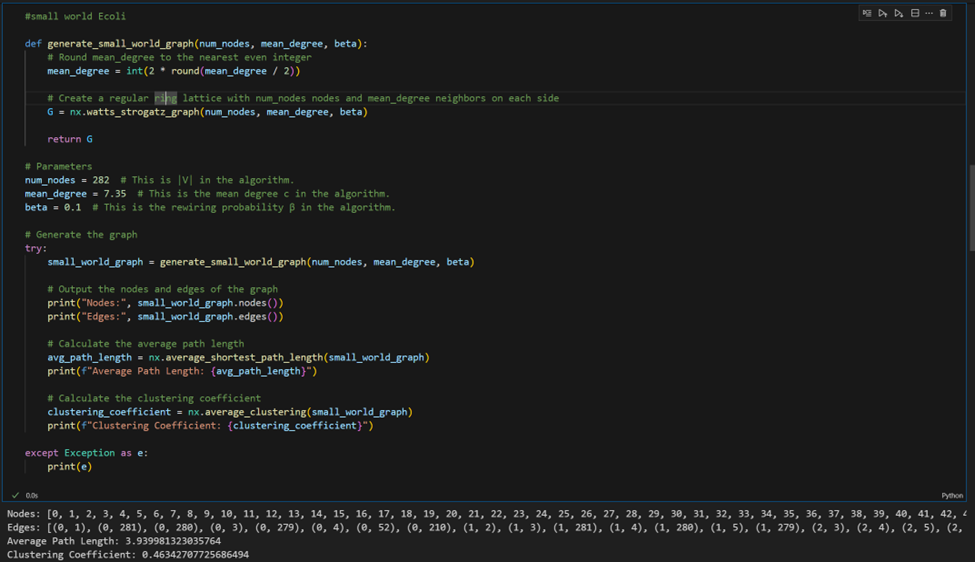 #small world Ecoli
def generate_small_world_graph(num_nodes, mean_degree, beta):
    # Round mean_degree to the nearest even integer
    mean_degree = int(2 * round(mean_degree / 2))
    # Create a regular ring lattice with num_nodes nodes and mean_degree neighbors on each side
    G = nx.watts_strogatz_graph(num_nodes, mean_degree, beta)
    return G
# Parameters
num_nodes = 282  # This is |V| in the algorithm.
mean_degree = 7.35  # This is the mean degree c in the algorithm.
beta = 0.1  # This is the rewiring probability β in the algorithm.
# Generate the graph
try:
    small_world_graph = generate_small_world_graph(num_nodes, mean_degree, beta)
    # Output the nodes and edges of the graph
    print("Nodes:", small_world_graph.nodes())
    print("Edges:", small_world_graph.edges())
    # Calculate the average path length
    avg_path_length = nx.average_shortest_path_length(small_world_graph)
    print(f"Average Path Length: {avg_path_length}")
    # Calculate the clustering coefficient
    clustering_coefficient = nx.average_clustering(small_world_graph)
    print(f"Clustering Coefficient: {clustering_coefficient}")
except Exception as e:
    print(e)
0.0s
Python
Nodes: [0, 1, 2, 3, 4, 5, 6, 7, 8, 9, 10, 11, 12, 13, 14, 15, 16, 17, 18, 19, 20, 21, 22, 23, 24, 25, 26, 27, 28, 29, 30, 31, 32, 33, 34, 35, 36, 37, 38, 39, 40, 41, 42, 4
Edges: [(0, 1), (0, 281), (0, 280), (0, 3), (0, 279), (0, 4), (0, 52), (0, 210), (1, 2), (1, 3), (1, 281), (1, 4), (1, 280), (1, 5), (1, 279), (2, 3), (2, 4), (2, 5), (2,
Average Path Length: 3.939981323035764
Clustering Coefficient: 0.46342707725686494